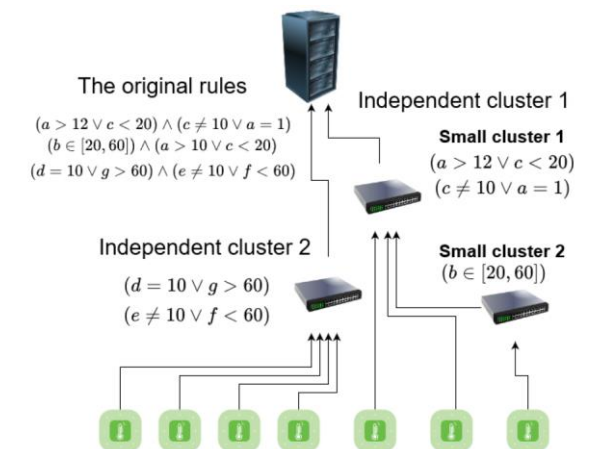 The original rules
(a > 12 ∨ c < 20) ∧ (c ≠ 10 ∨ a = 1)
(b ∈ [20, 60]) ∧ (a > 10 ∨ c < 20)
(d = 10 ∨ g > 60) ∧ (e ≠ 10 ∨ f < 60)
Independent cluster 1
Small cluster 1
(a > 12 ∨ c < 20)
(c ≠ 10 ∨ a = 1)
Independent cluster 2
(d = 10 ∨ g > 60)
(e ≠ 10 ∨ f < 60)
Small cluster 2
(b ∈ [20, 60])